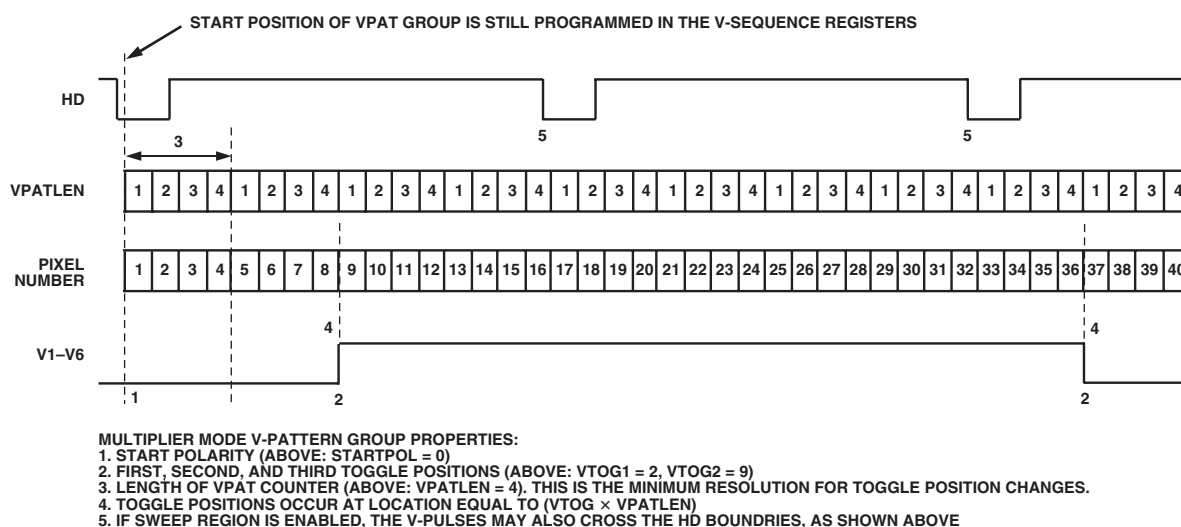 START POSITION OF VPAT GROUP IS STILL PROGRAMMED IN THE V-SEQUENCE REGISTERS
HD
5
5
3
VPATLEN
1 2 3 4 1 2 3 4 1 2 3 4 1 2 3 4 1 2 3 4 1 2 3 4 1 2 3 4 1 2 3 4 1 2 3 4 1 2 3 4
PIXEL
NUMBER
1 2 3 4 5 6 7 8 9 10 11 12 13 14 15 16 17 18 19 20 21 22 23 24 25 26 27 28 29 30 31 32 33 34 35 36 37 38 39 40
4
4
V1–V6
1
2
2
MULTIPLIER MODE V-PATTERN GROUP PROPERTIES:
1. START POLARITY (ABOVE: STARTPOL = 0)
2. FIRST, SECOND, AND THIRD TOGGLE POSITIONS (ABOVE: VTOG1 = 2, VTOG2 = 9)
3. LENGTH OF VPAT COUNTER (ABOVE: VPATLEN = 4). THIS IS THE MINIMUM RESOLUTION FOR TOGGLE POSITION CHANGES.
4. TOGGLE POSITIONS OCCUR AT LOCATION EQUAL TO (VTOG × VPATLEN)
5. IF SWEEP REGION IS ENABLED, THE V-PULSES MAY ALSO CROSS THE HD BOUNDRIES, AS SHOWN ABOVE